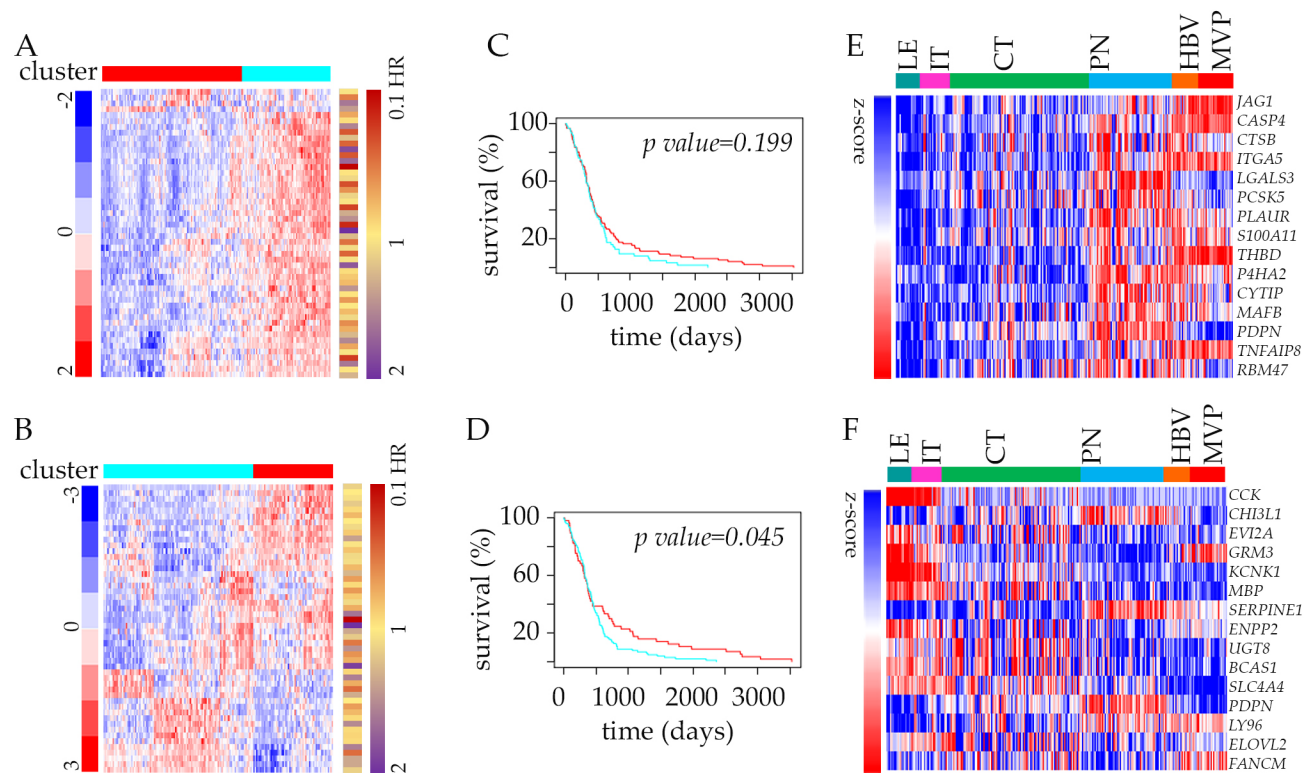 A
cluster
-2
0
2
0.1 HR
1
2
B
cluster
-3
0
3
0.1 HR
1
2
C
survival (%)
100
60
20
p value=0.199
0
1000
2000
3000
time (days)
D
survival (%)
100
60
20
p value=0.045
0
1000
2000
3000
time (days)
E
LE
IT
CT
PN
HBV
MVP
z-score
JAG1
CASP4
CTSB
ITGA5
LGALS3
PCSK5
PLAUR
S100A11
THBD
P4HA2
CYTIP
MAFB
PDPN
TNFAIP8
RBM47
F
LE
IT
CT
PN
HBV
MVP
z-score
CCK
CHI3L1
EVI2A
GRM3
KCNK1
MBP
SERPINE1
ENPP2
UGT8
BCAS1
SLC4A4
PDPN
LY96
ELOVL2
FANCM